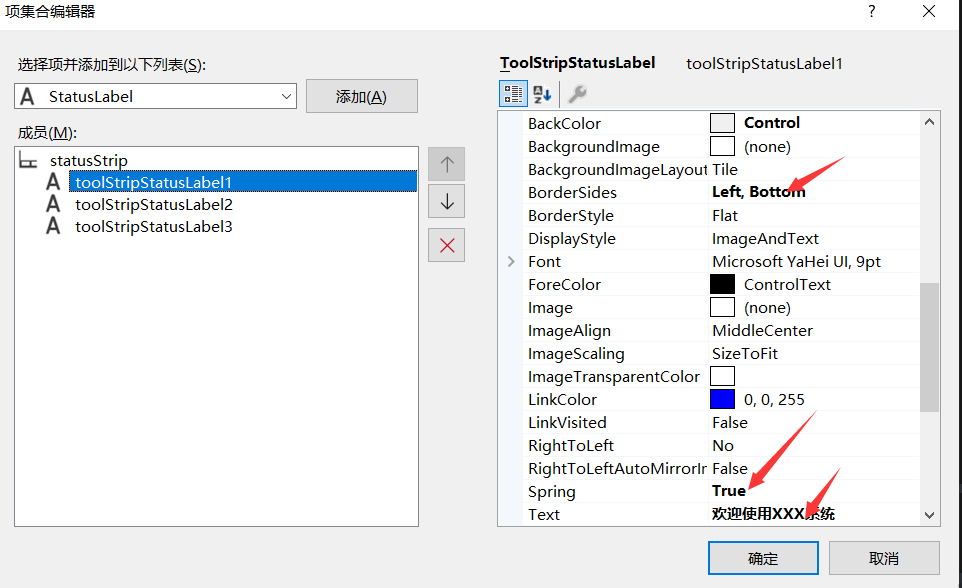 项集合编辑器
?
选择项并添加到以下列表(S):
A StatusLabel
添加(A)
成员(M):
statusStrip
A toolStripStatusLabel1
A toolStripStatusLabel2
A toolStripStatusLabel3
ToolStripStatusLabel toolStripStatusLabel1
BackColor Control
BackgroundImage (none)
BackgroundImageLayout Tile
BorderSides Left, Bottom
BorderStyle Flat
DisplayStyle ImageAndText
Font Microsoft YaHei UI, 9pt
ForeColor ControlText
Image (none)
ImageAlign MiddleCenter
ImageScaling SizeToFit
ImageTransparentColor
LinkColor 0, 0, 255
LinkVisited False
RightToLeft No
RightToLeftAutoMirrorIr False
Spring True
Text 欢迎使用XXX系统
确定
取消